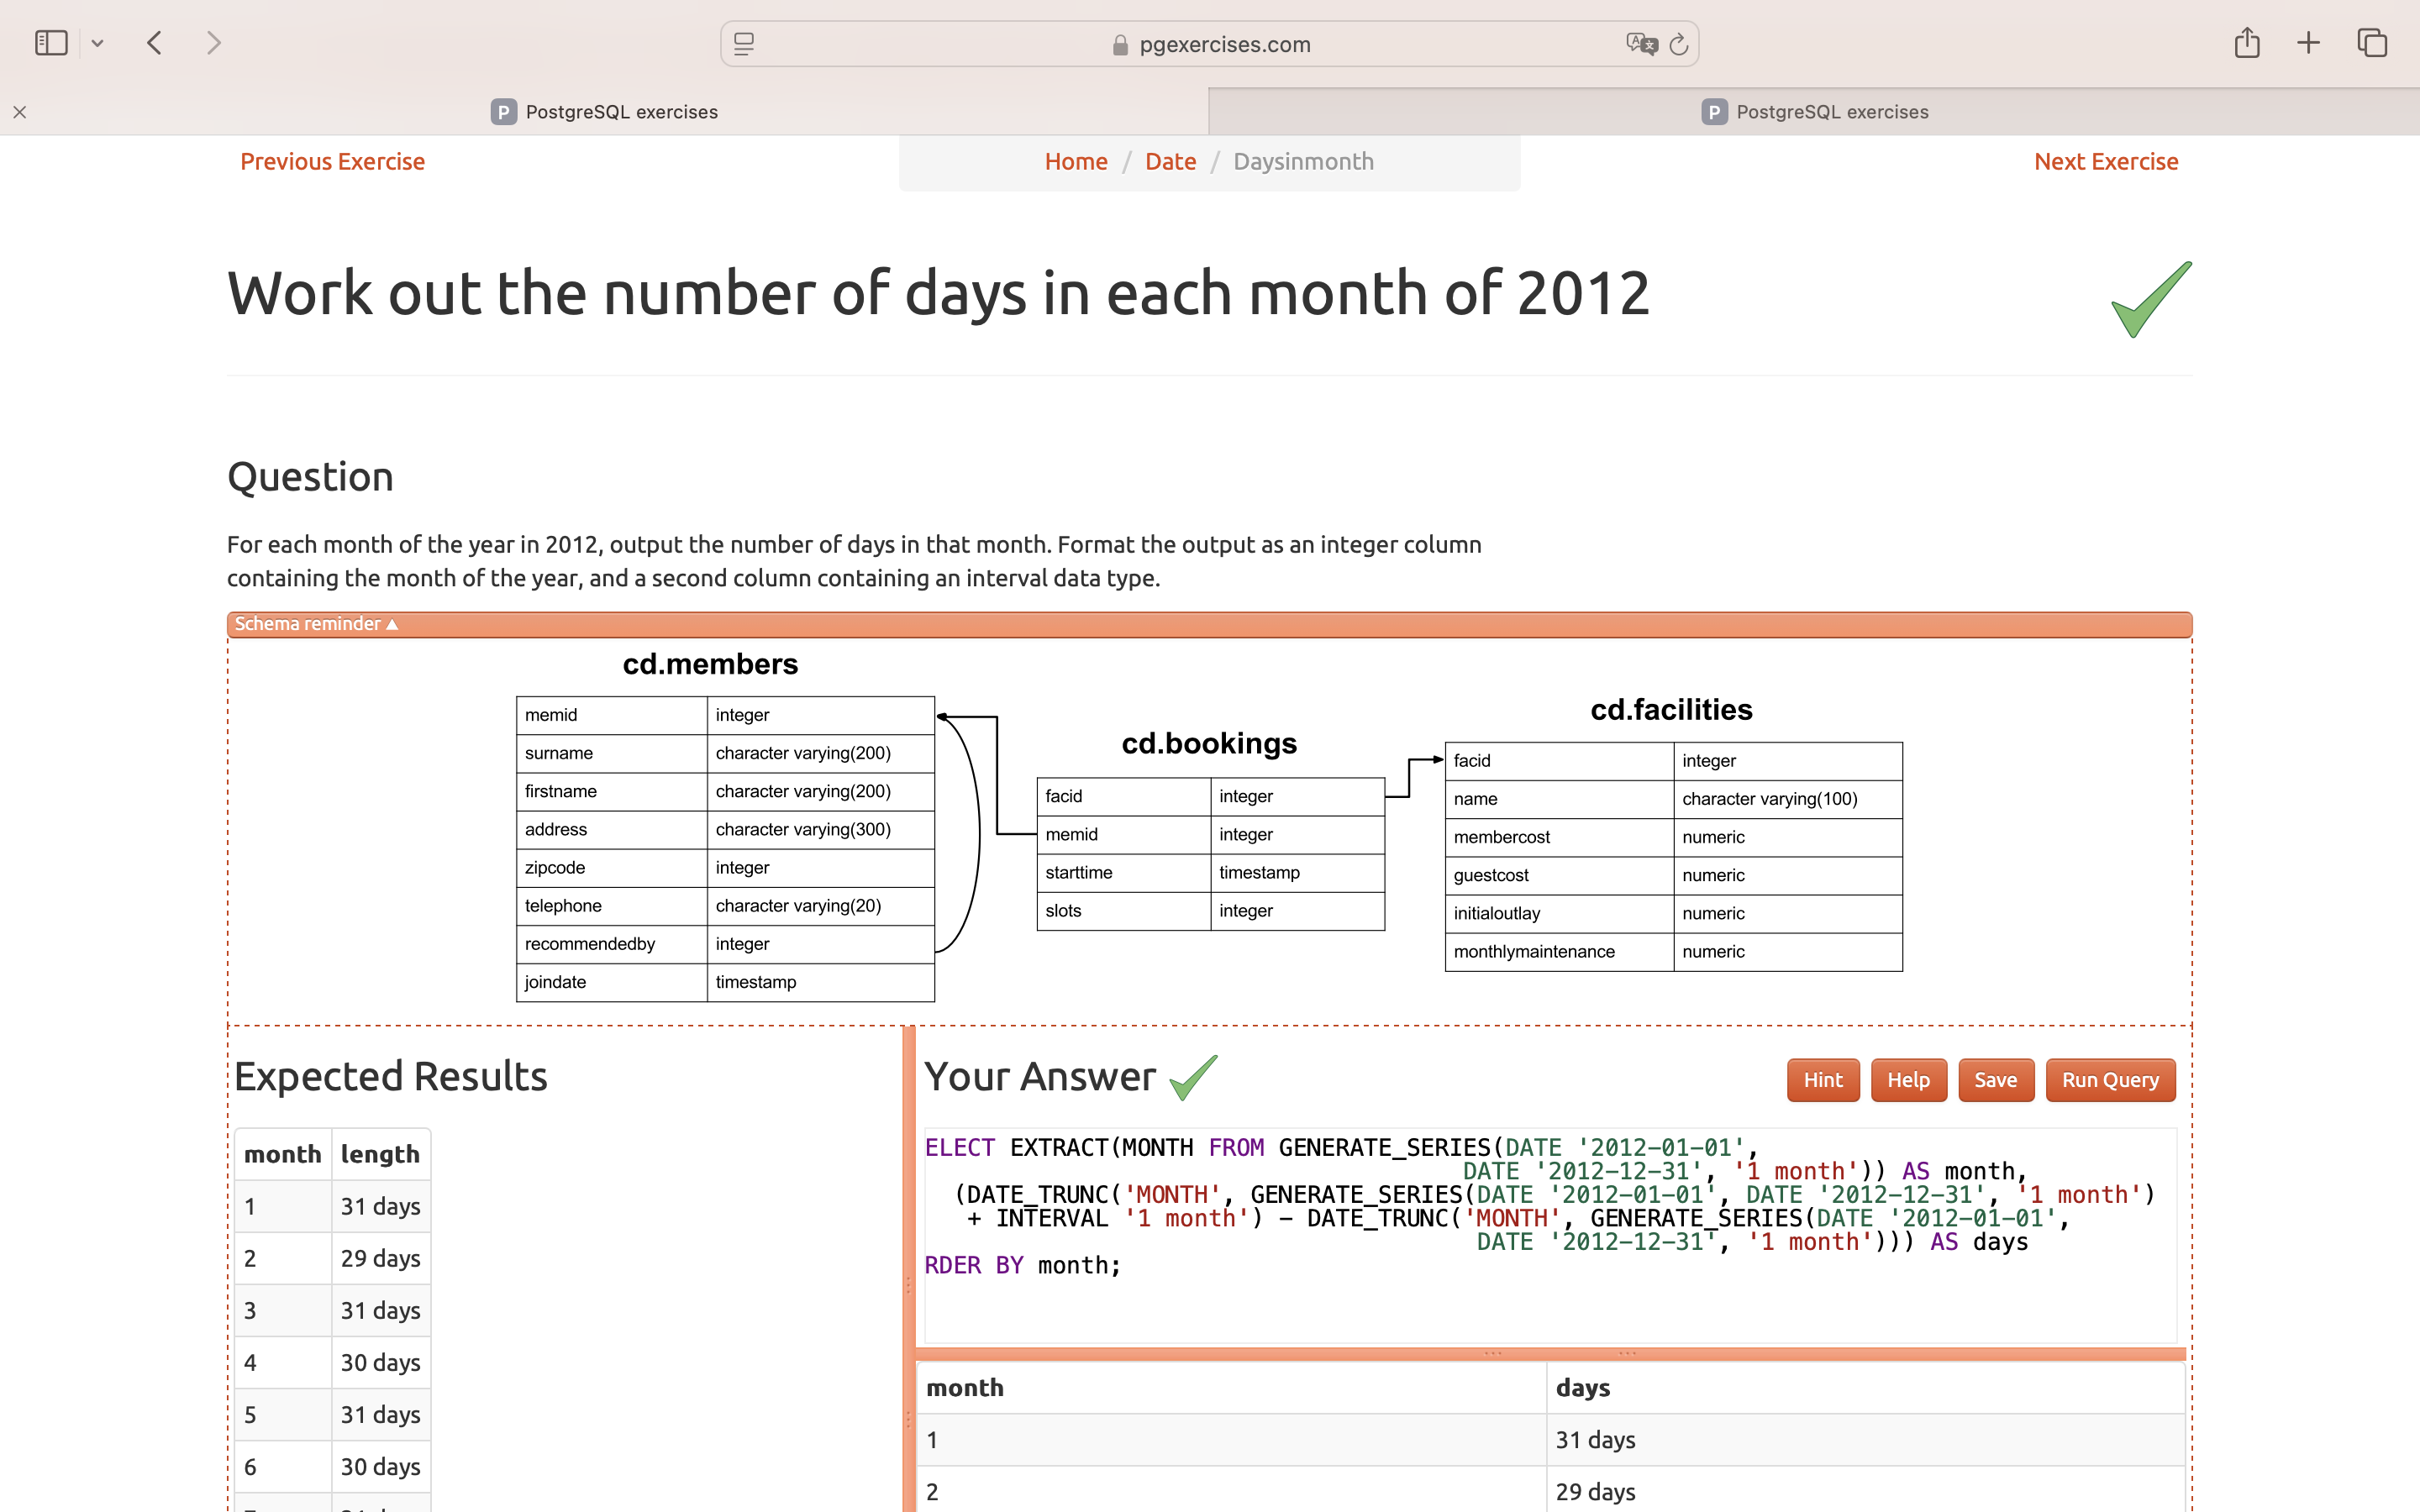 pgexercises.com
P PostgreSQL exercises
P PostgreSQL exercises
Previous Exercise
Home / Date / Daysinmonth
Next Exercise
Work out the number of days in each month of 2012
Question
For each month of the year in 2012, output the number of days in that month. Format the output as an integer column
containing the month of the year, and a second column containing an interval data type.
Schema reminder ▲
cd.members
memid integer
surname character varying(200)
firstname character varying(200)
address character varying(300)
zipcode integer
telephone character varying(20)
recommendedby integer
joindate timestamp
cd.bookings
facid integer
memid integer
starttime timestamp
slots integer
cd.facilities
facid integer
name character varying(100)
membercost numeric
guestcost numeric
initialoutlay numeric
monthlymaintenance numeric
Expected Results
month length
1 31 days
2 29 days
3 31 days
4 30 days
5 31 days
6 30 days
Your Answer
Hint Help Save Run Query
ELECT EXTRACT(MONTH FROM GENERATE_SERIES(DATE '2012-01-01',
DATE '2012-12-31', '1 month')) AS month,
(DATE_TRUNC('MONTH', GENERATE_SERIES(DATE '2012-01-01', DATE '2012-12-31', '1 month')
+ INTERVAL '1 month') - DATE_TRUNC('MONTH', GENERATE_SERIES(DATE '2012-01-01',
DATE '2012-12-31', '1 month'))) AS days
RDER BY month;
month days
1 31 days
2 29 days